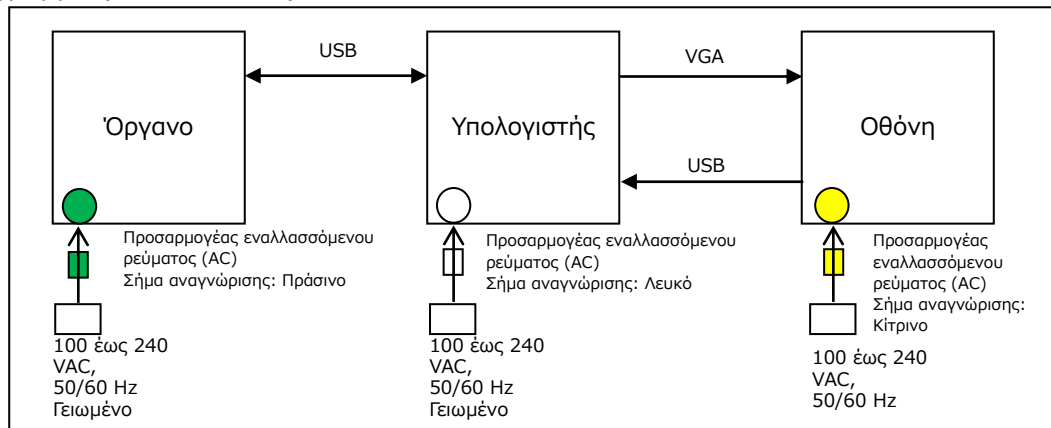 USB
VGA
Όργανο
Υπολογιστής
Οθόνη
USB
Προσαρμογέας εναλλασσόμενου
ρεύματος (AC)
Σήμα αναγνώρισης: Πράσινο
Προσαρμογέας εναλλασσόμενου
ρεύματος (AC)
Σήμα αναγνώρισης: Λευκό
Προσαρμογέας
εναλλασσόμενου
ρεύματος (AC)
Σήμα αναγνώρισης:
Κίτρινο
100 έως 240
VAC,
50/60 Hz
Γειωμένο
100 έως 240
VAC,
50/60 Hz
Γειωμένο
100 έως 240
VAC,
50/60 Hz